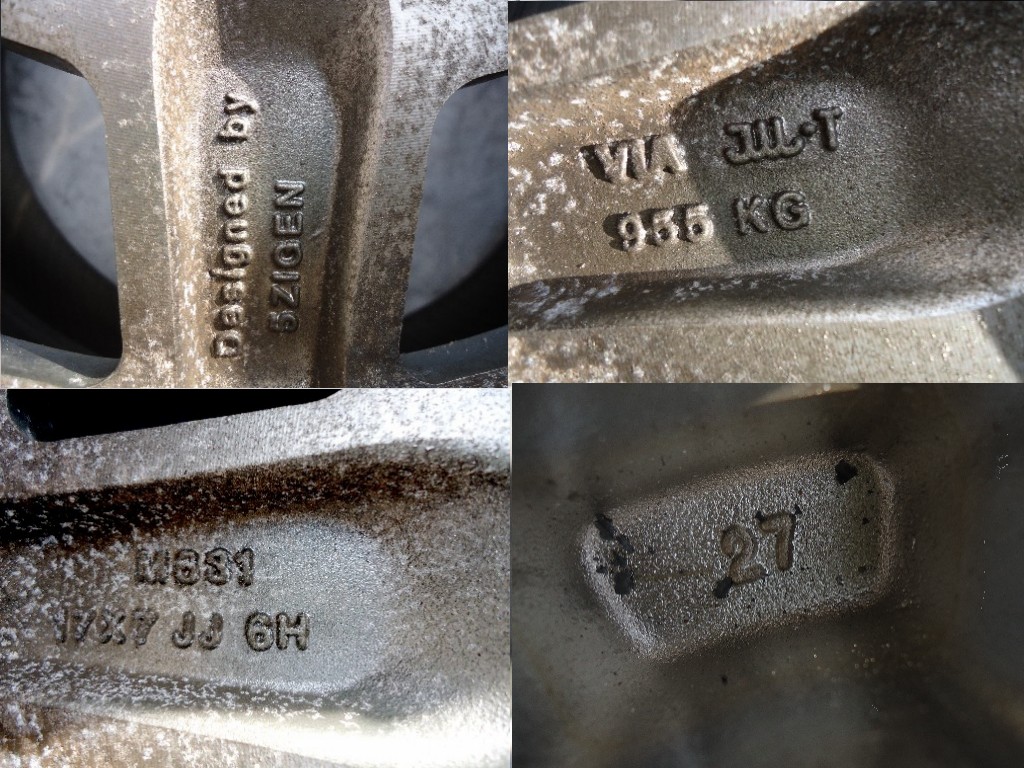 Designed by
5ZIGEN
VIA JWL·T
955 KG
M831
17X7 JJ 6H
27